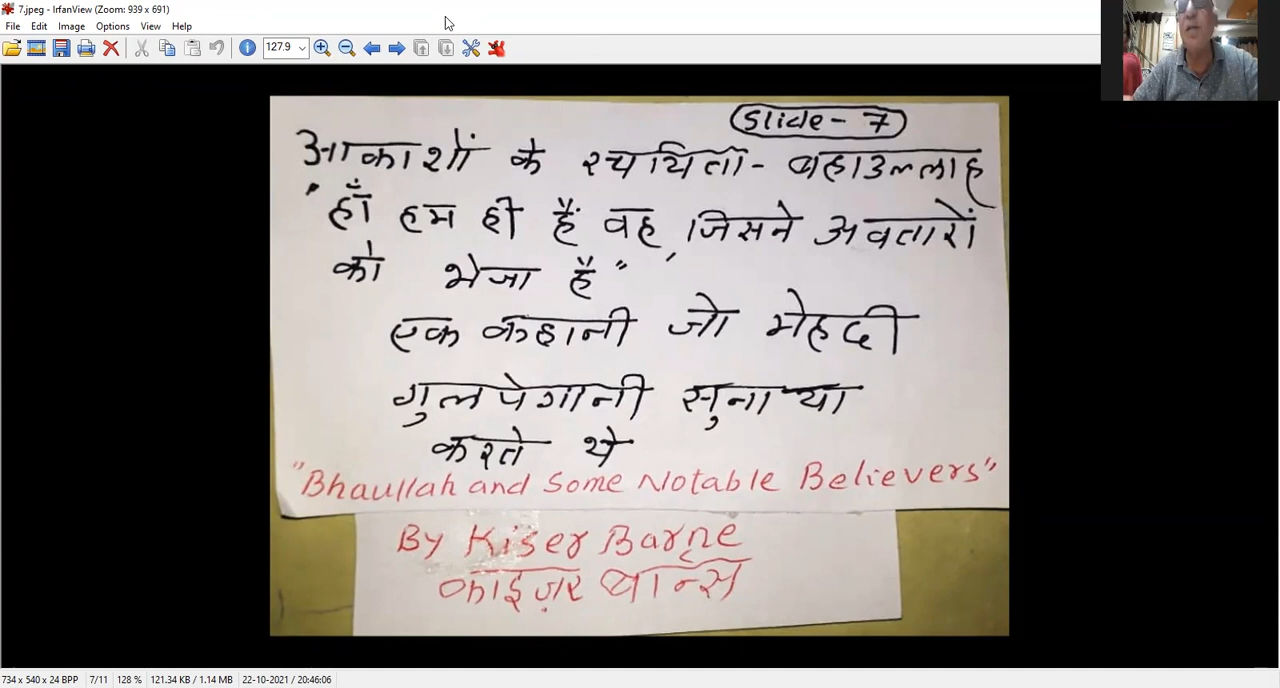 7.jpeg - IrfanView (Zoom: 939 x 691)
File Edit Image Options View Help
127.9
Slide - 7
आकाशों के रचयिता - बहाउल्लाह
"हाँ हम ही हैं वह, जिसने अवतारों
को भेजा है"
एक कहानी जो मेहदी
गुलपेगानी सुनाया
करते थे
"Bhaullah and Some Notable Believers"
By Kiser Barne
काइज़र बार्न्स
734 x 540 x 24 BPP 7/11 128 % 121.34 KB / 1.14 MB 22-10-2021 / 20:46:06